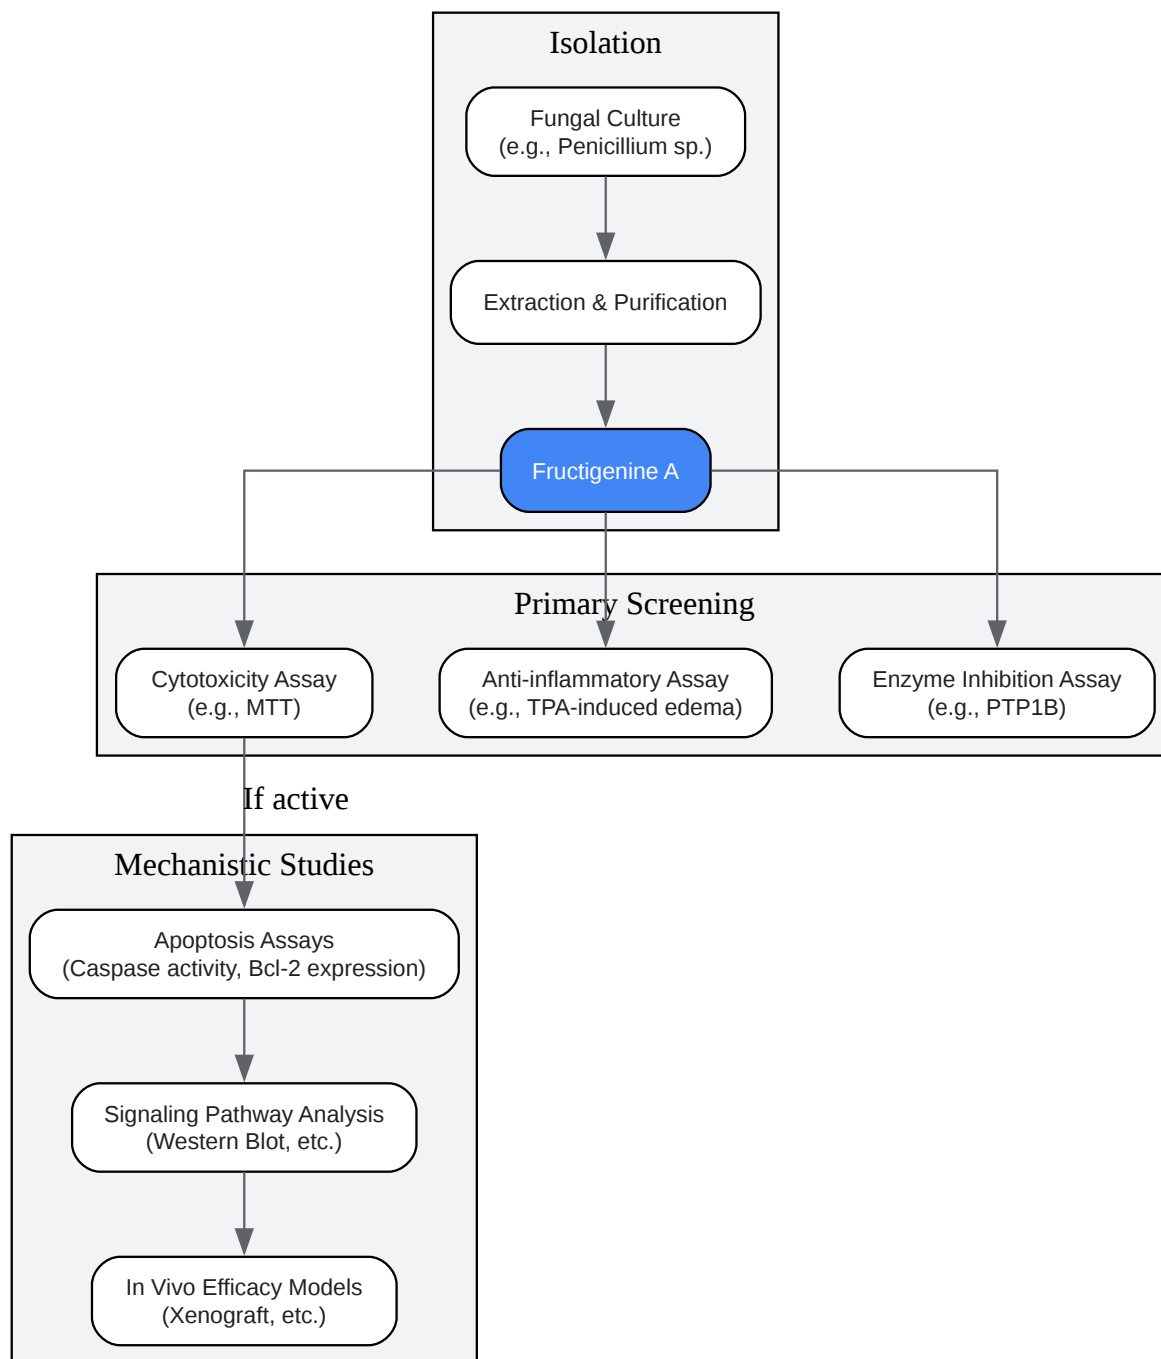 Isolation
Fungal Culture
(e.g., Penicillium sp.)
Extraction & Purification
Fructigenine A
Primary Screening
Cytotoxicity Assay
(e.g., MTT)
Anti-inflammatory Assay
(e.g., TPA-induced edema)
Enzyme Inhibition Assay
(e.g., PTP1B)
If active
Mechanistic Studies
Apoptosis Assays
(Caspase activity, Bcl-2 expression)
Signaling Pathway Analysis
(Western Blot, etc.)
In Vivo Efficacy Models
(Xenograft, etc.)